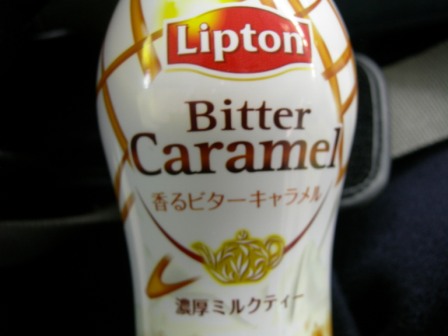 Lipton
Bitter
Caramel
香るビターキャラメル
濃厚ミルクティー